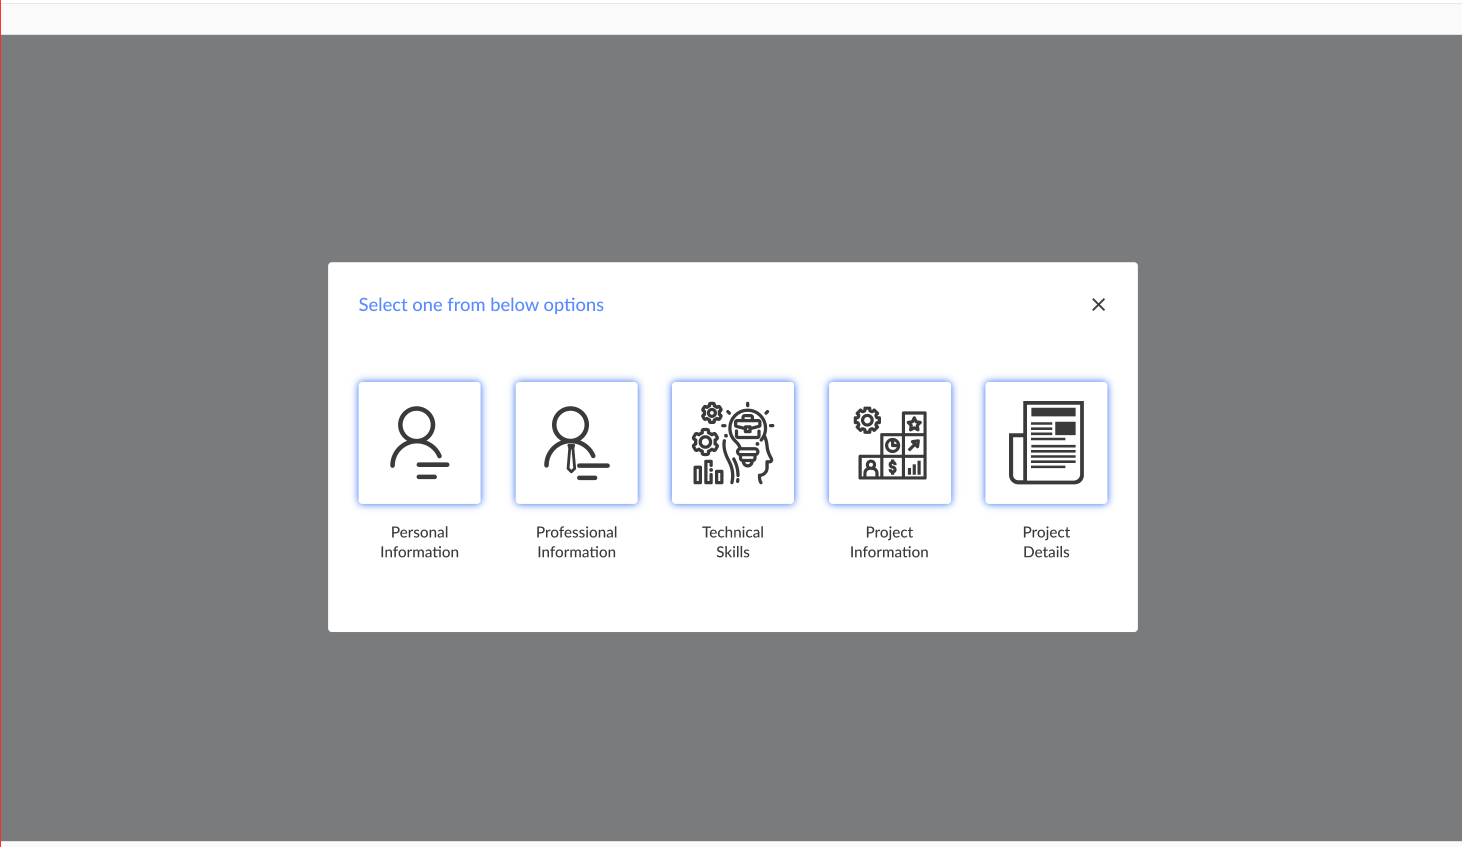 Select one from below options
Personal
Information
Professional
Information
Technical
Skills
Project
Information
Project
Details